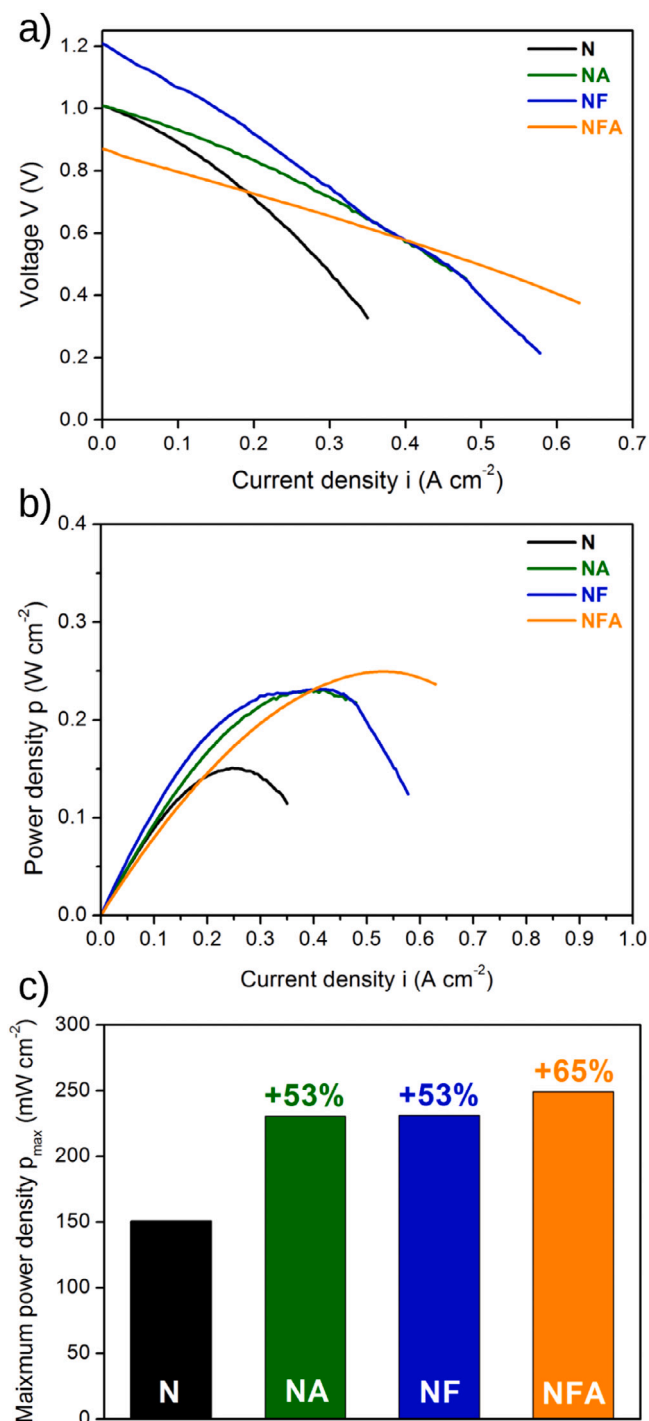 a)
1.2
1.0
0.8
0.6
0.4
0.2
0.0
Voltage V (V)
N
NA
NF
NFA
0.0 0.1 0.2 0.3 0.4 0.5 0.6 0.7
Current density i (A cm⁻²)
b)
0.4
0.3
0.2
0.1
0.0
Power density p (W cm⁻²)
N
NA
NF
NFA
0.0 0.1 0.2 0.3 0.4 0.5 0.6 0.7 0.8 0.9 1.0
Current density i (A cm⁻²)
c)
300
250
200
150
100
50
0
Maixmum power density pmax (mW cm⁻²)
+53%
+53%
+65%
N
NA
NF
NFA